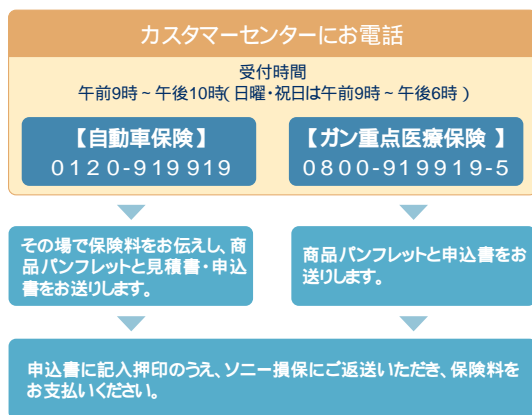 カスタマーセンターにお電話
受付時間
午前9時~午後10時(日曜・祝日は午前9時~午後6時)
【自動車保険】
0120-919919
【ガン重点医療保険】
0800-919919-5
その場で保険料をお伝えし、商
品パンフレットと見積書・申込
書をお送りします。
商品パンフレットと申込書をお
送りします。
申込書に記入押印のうえ、ソニー損保にご返送いただき、保険料を
お支払いください。